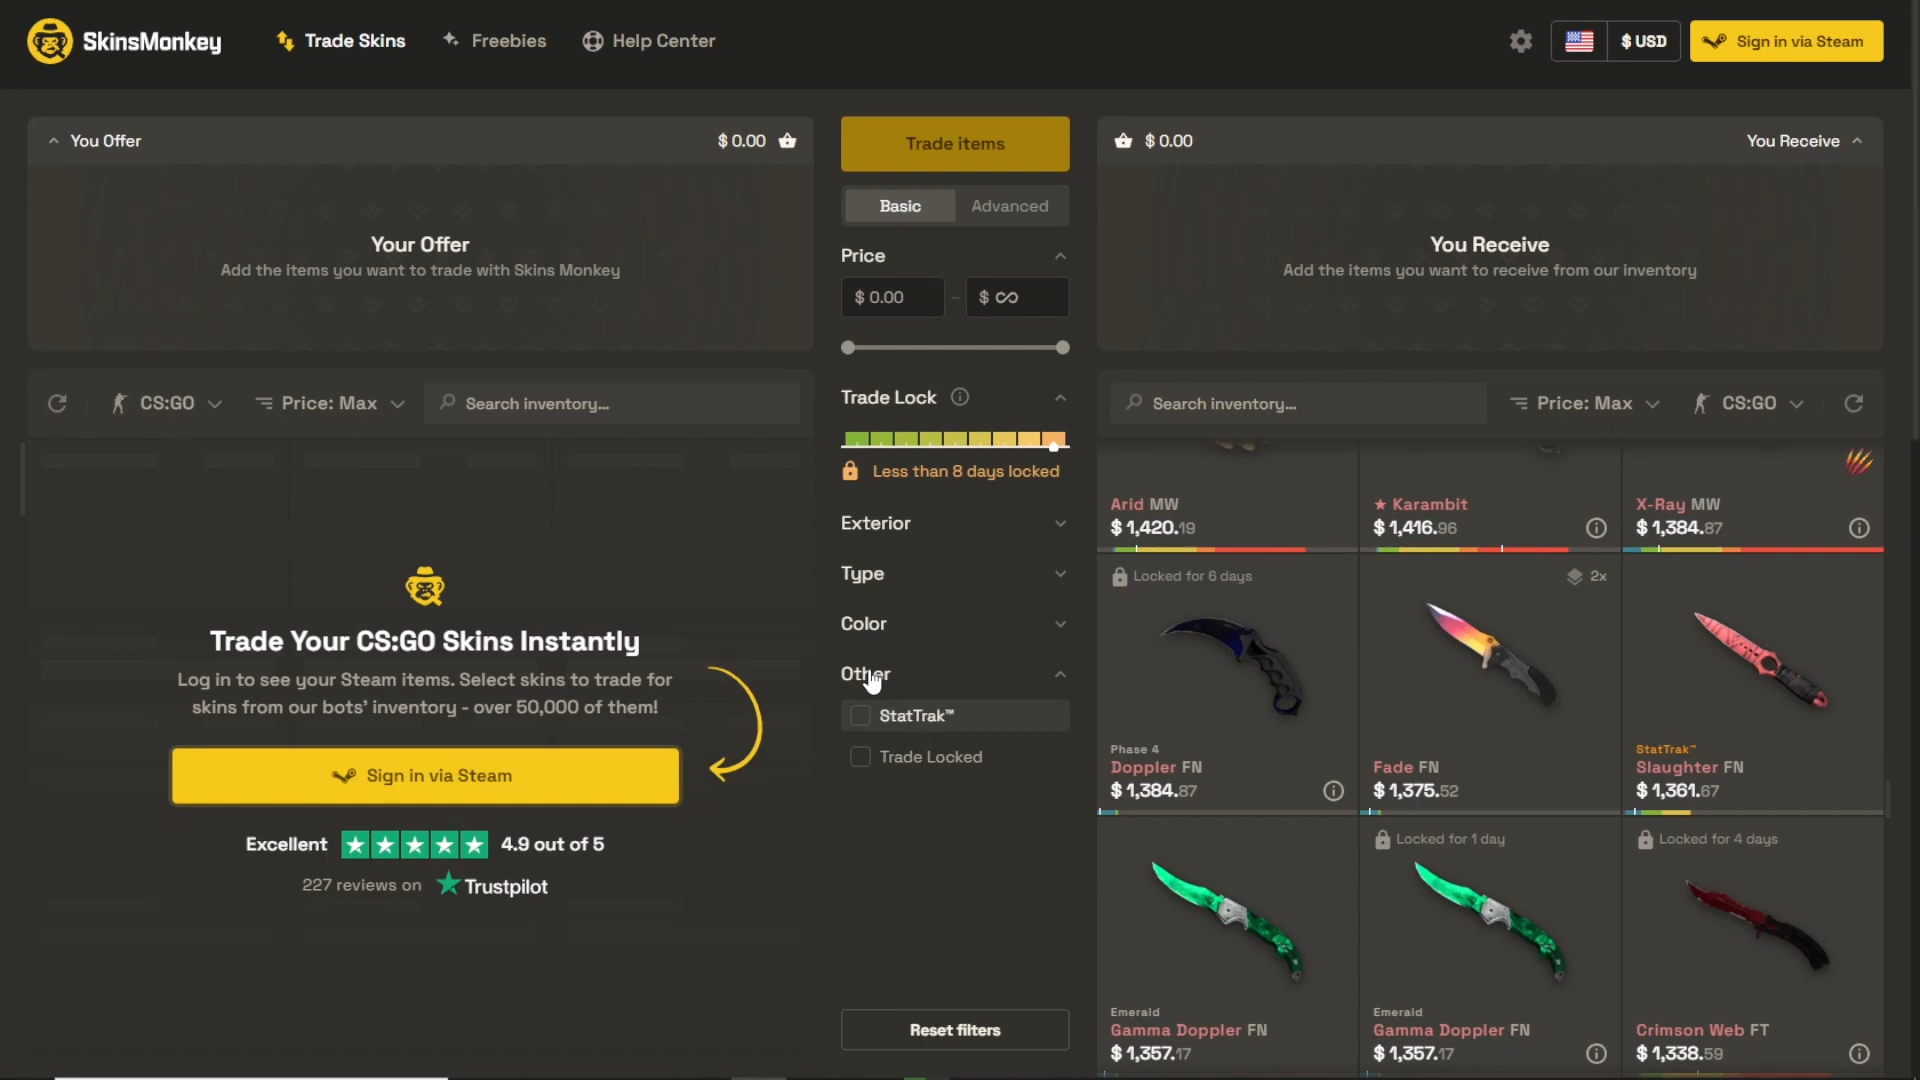 SkinsMonkey
Trade Skins
Freebies
Help Center
$ USD
Sign in via Steam
You Offer
$ 0.00
Your Offer
Add the items you want to trade with Skins Monkey
CS:GO
Price: Max
Search inventory...
Trade Your CS:GO Skins Instantly
Log in to see your Steam items. Select skins to trade for
skins from our bots' inventory - over 50,000 of them!
Sign in via Steam
Excellent
4.9 out of 5
227 reviews on
Trustpilot
Trade items
Basic
Advanced
Price
$ 0.00
–
$ ∞
Trade Lock
Less than 8 days locked
Exterior
Type
Color
Other
StatTrak™
Trade Locked
Reset filters
$ 0.00
You Receive
You Receive
Add the items you want to receive from our inventory
Search inventory...
Price: Max
CS:GO
Arid MW
$ 1,420.19
★ Karambit
$ 1,416.96
X-Ray MW
$ 1,384.87
Locked for 6 days
Phase 4
Doppler FN
$ 1,384.87
2x
Fade FN
$ 1,375.52
StatTrak™
Slaughter FN
$ 1,361.67
Emerald
Gamma Doppler FN
$ 1,357.17
Locked for 1 day
Emerald
Gamma Doppler FN
$ 1,357.17
Locked for 4 days
Crimson Web FT
$ 1,338.59